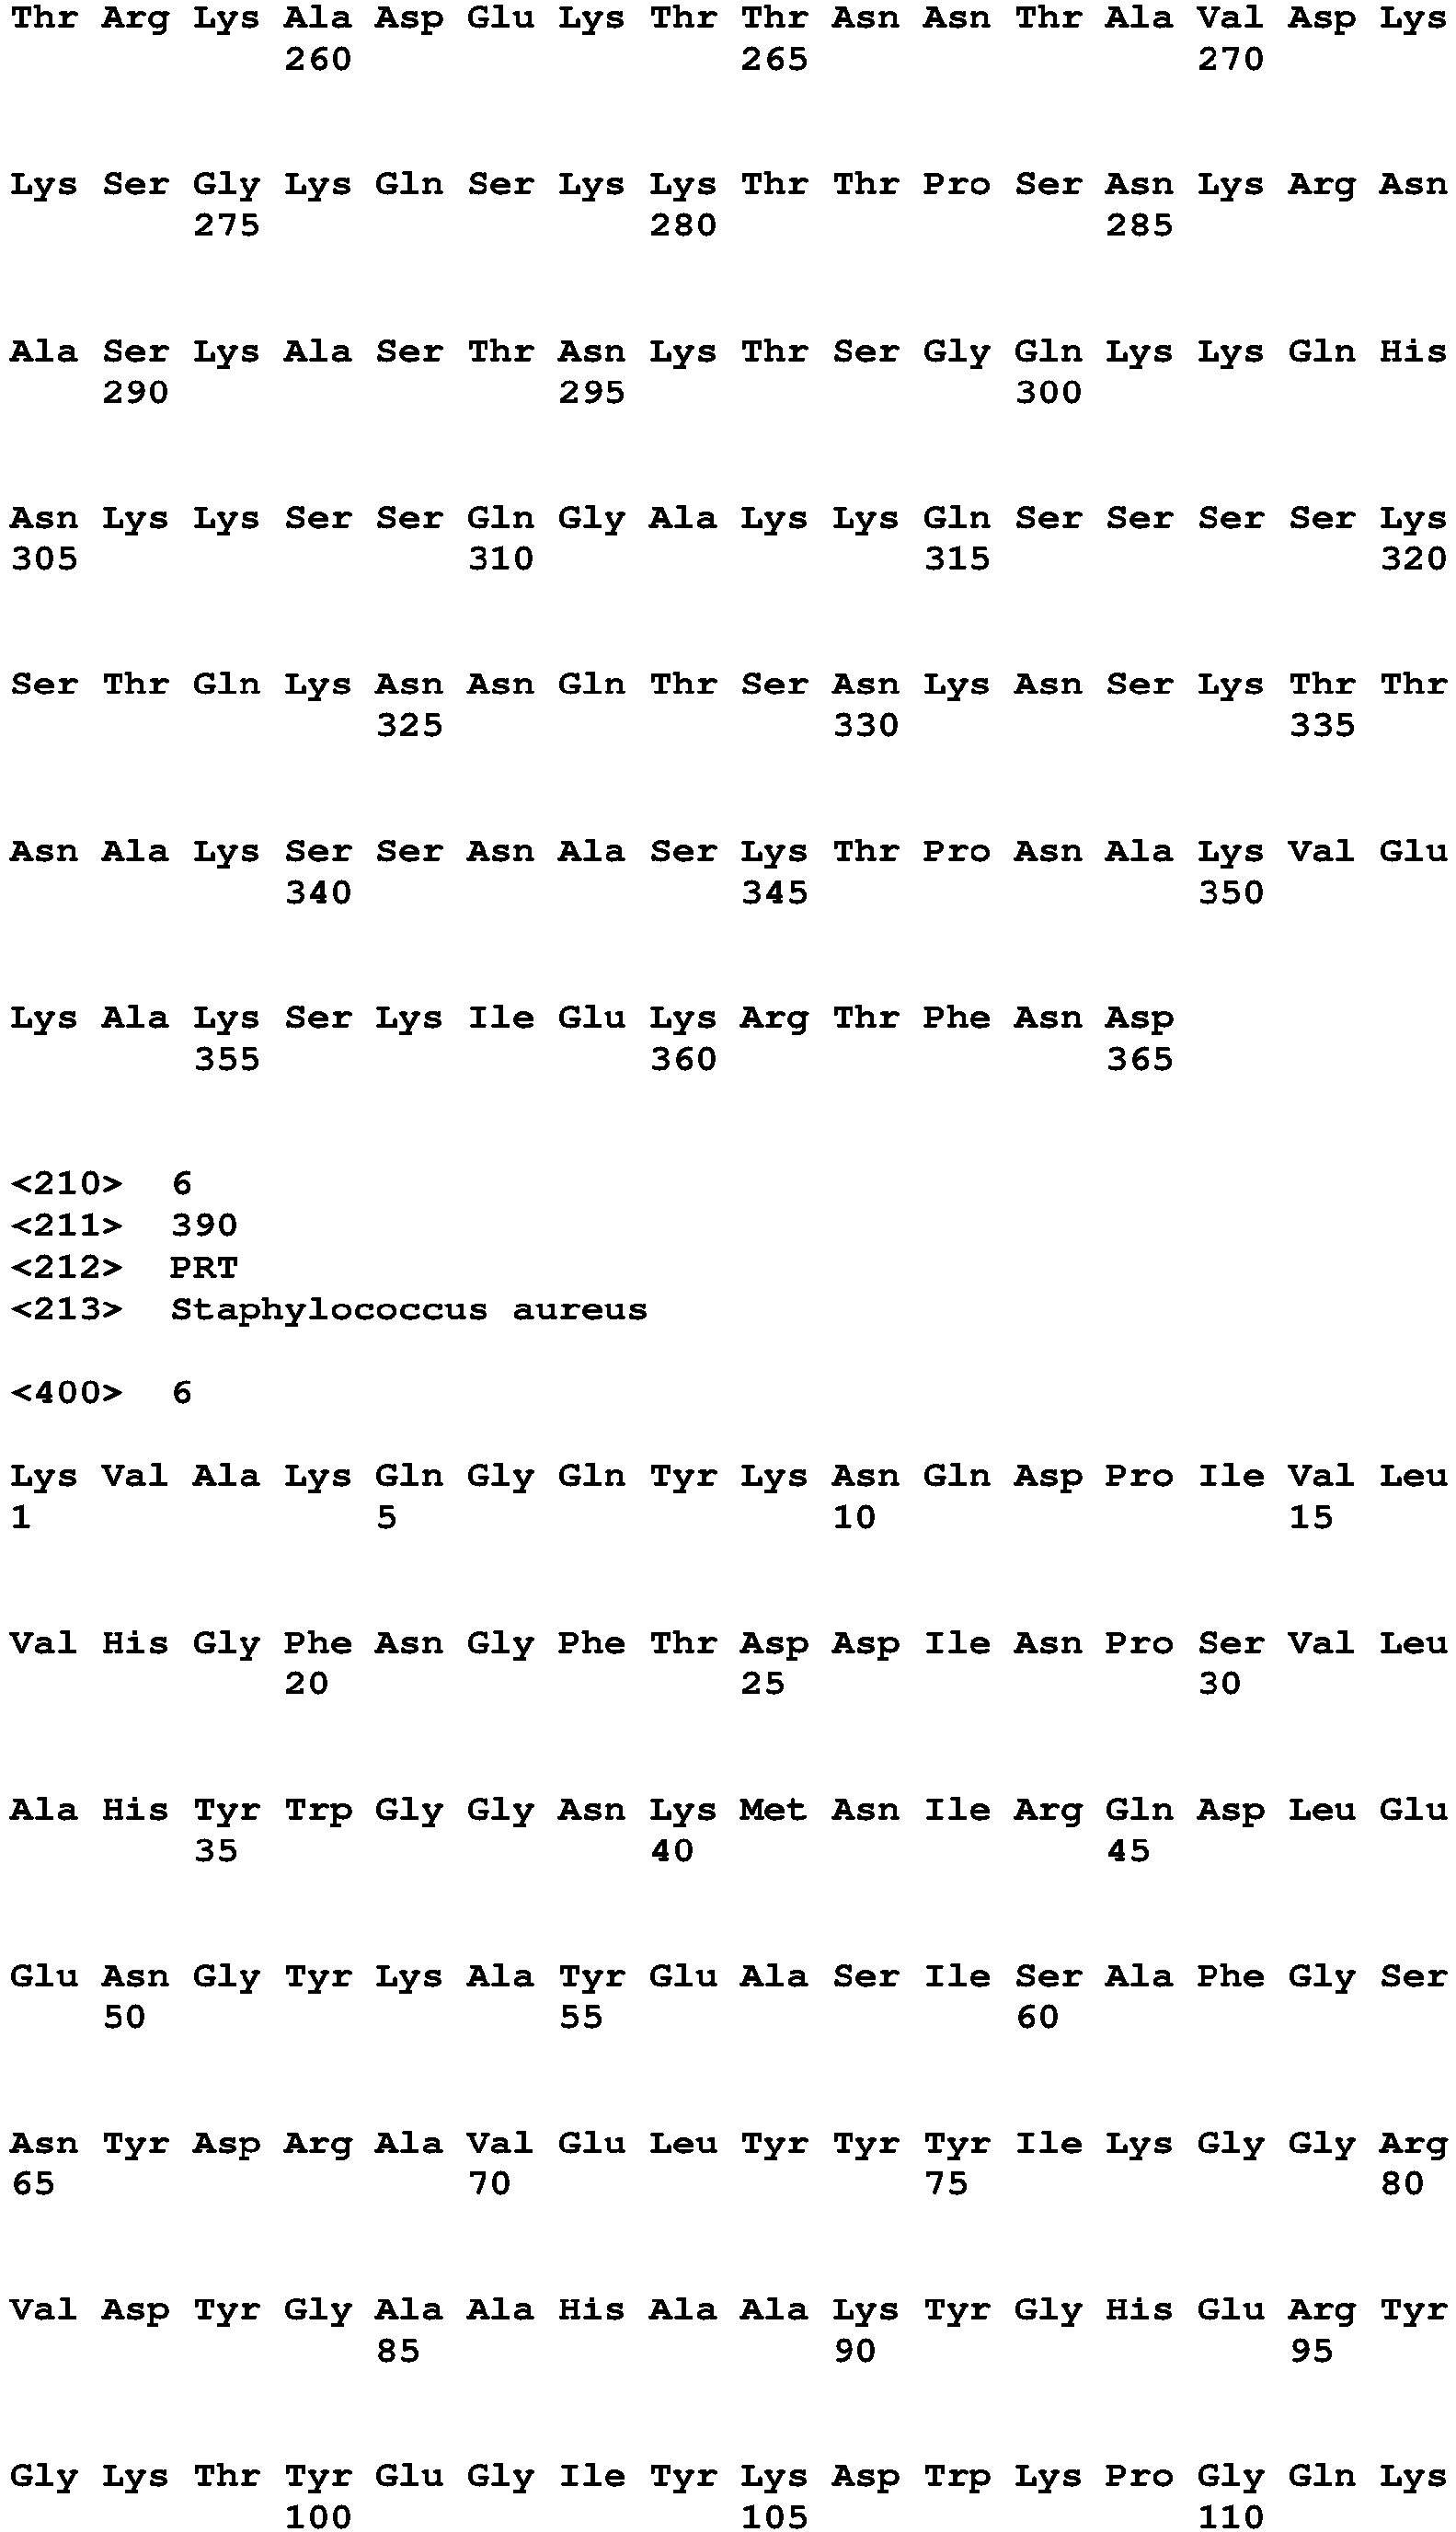 Thr Arg Lys Ala Asp Glu Lys Thr Thr Asn Asn Thr Ala Val Asp Lys
260 265 270
Lys Ser Gly Lys Gln Ser Lys Lys Thr Thr Pro Ser Asn Lys Arg Asn
275 280 285
Ala Ser Lys Ala Ser Thr Asn Lys Thr Ser Gly Gln Lys Lys Gln His
290 295 300
Asn Lys Lys Ser Ser Gln Gly Ala Lys Lys Gln Ser Ser Ser Ser Lys
305 310 315 320
Ser Thr Gln Lys Asn Asn Gln Thr Ser Asn Lys Asn Ser Lys Thr Thr
325 330 335
Asn Ala Lys Ser Ser Asn Ala Ser Lys Thr Pro Asn Ala Lys Val Glu
340 345 350
Lys Ala Lys Ser Lys Ile Glu Lys Arg Thr Phe Asn Asp
355 360 365
<210> 6
<211> 390
<212> PRT
<213> Staphylococcus aureus
<400> 6
Lys Val Ala Lys Gln Gly Gln Tyr Lys Asn Gln Asp Pro Ile Val Leu
1 5 10 15
Val His Gly Phe Asn Gly Phe Thr Asp Asp Ile Asn Pro Ser Val Leu
20 25 30
Ala His Tyr Trp Gly Gly Asn Lys Met Asn Ile Arg Gln Asp Leu Glu
35 40 45
Glu Asn Gly Tyr Lys Ala Tyr Glu Ala Ser Ile Ser Ala Phe Gly Ser
50 55 60
Asn Tyr Asp Arg Ala Val Glu Leu Tyr Tyr Tyr Ile Lys Gly Gly Arg
65 70 75 80
Val Asp Tyr Gly Ala Ala His Ala Ala Lys Tyr Gly His Glu Arg Tyr
85 90 95
Gly Lys Thr Tyr Glu Gly Ile Tyr Lys Asp Trp Lys Pro Gly Gln Lys
100 105 110